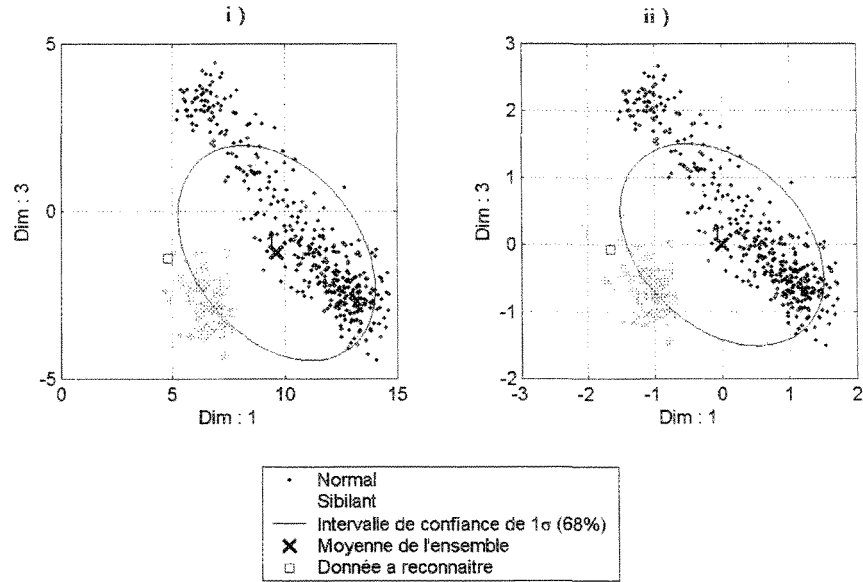 i )
5
0
-5
Dim : 3
1
0
5
10
15
Dim : 1
ii )
3
2
1
0
-1
-2
Dim : 3
1
-3
-2
-1
0
1
2
Dim : 1
Normal
Sibilant
Intervalle de confiance de 1σ (68%)
Moyenne de l'ensemble
Donnée a reconnaitre